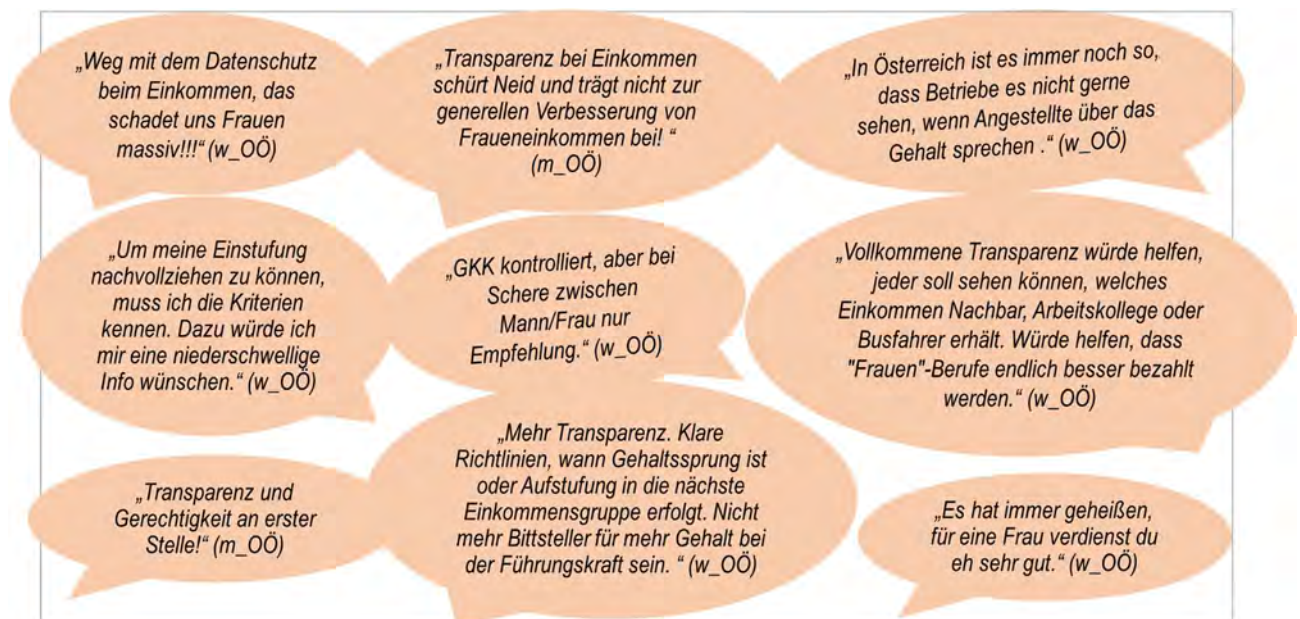 „Weg mit dem Datenschutz
beim Einkommen, das
schadet uns Frauen
massiv!!!“ (w_OÖ)
„Transparenz bei Einkommen
schürt Neid und trägt nicht zur
generellen Verbesserung von
Fraueneinkommen bei! “
(m_OÖ)
„In Österreich ist es immer noch so,
dass Betriebe es nicht gerne
sehen, wenn Angestellte über das
Gehalt sprechen .“ (w_OÖ)
„Um meine Einstufung
nachvollziehen zu können,
muss ich die Kriterien
kennen. Dazu würde ich
mir eine niederschwellige
Info wünschen.“ (w_OÖ)
„GKK kontrolliert, aber bei
Schere zwischen
Mann/Frau nur
Empfehlung.“ (w_OÖ)
„Vollkommene Transparenz würde helfen,
jeder soll sehen können, welches
Einkommen Nachbar, Arbeitskollege oder
Busfahrer erhält. Würde helfen, dass
"Frauen"-Berufe endlich besser bezahlt
werden.“ (w_OÖ)
„Transparenz und
Gerechtigkeit an erster
Stelle!“ (m_OÖ)
„Mehr Transparenz. Klare
Richtlinien, wann Gehaltssprung ist
oder Aufstufung in die nächste
Einkommensgruppe erfolgt. Nicht
mehr Bittsteller für mehr Gehalt bei
der Führungskraft sein. “ (w_OÖ)
„Es hat immer geheißen,
für eine Frau verdienst du
eh sehr gut.“ (w_OÖ)